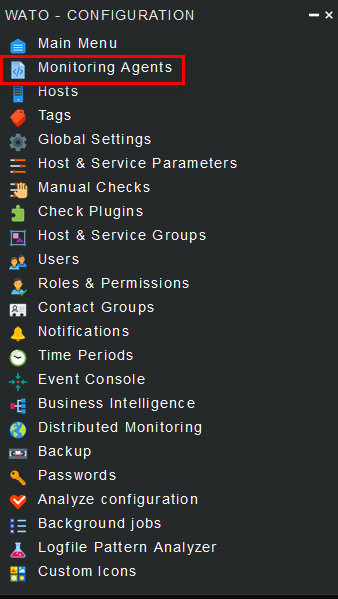 WATO - CONFIGURATION
Main Menu
Monitoring Agents
Hosts
Tags
Global Settings
Host & Service Parameters
Manual Checks
Check Plugins
Host & Service Groups
Users
Roles & Permissions
Contact Groups
Notifications
Time Periods
Event Console
Business Intelligence
Distributed Monitoring
Backup
Passwords
Analyze configuration
Background jobs
Logfile Pattern Analyzer
Custom Icons